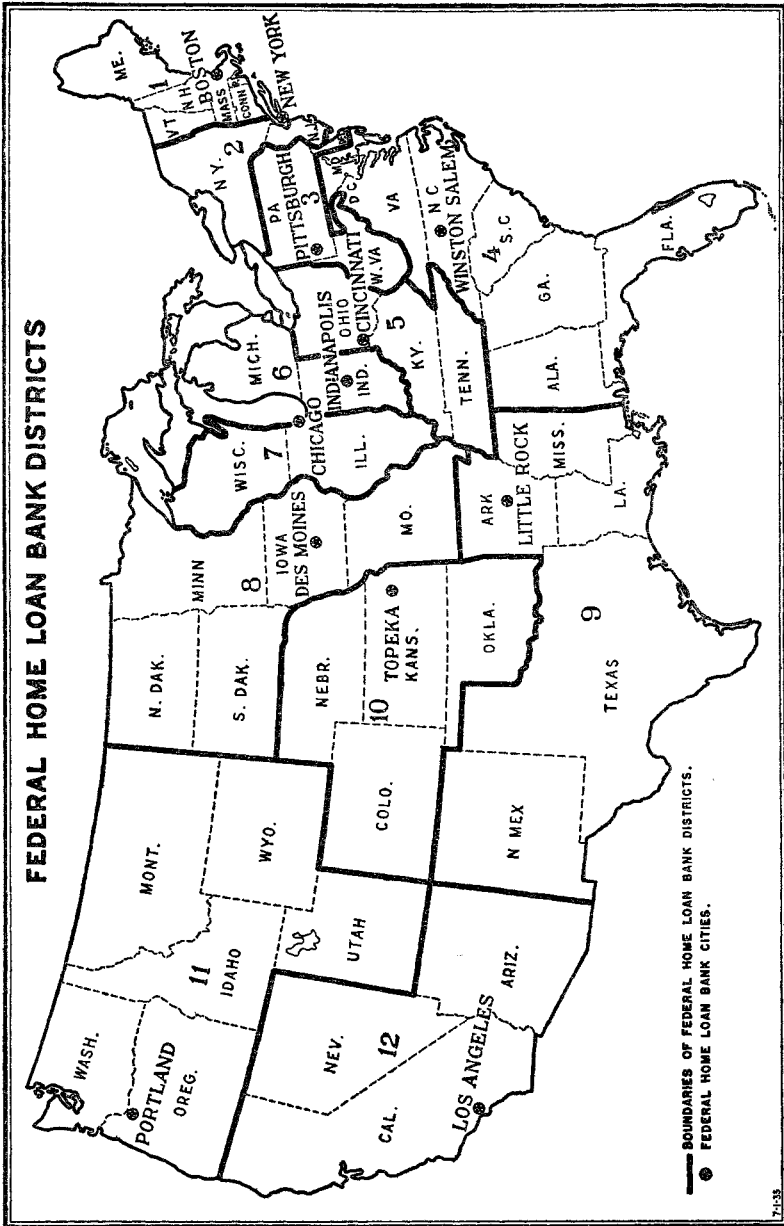 FEDERAL HOME LOAN BANK DISTRICTS
WASH.
PORTLAND
OREG.
11
IDAHO
MONT.
WYO.
NEV.
12
CAL.
LOS ANGELES
UTAH
ARIZ.
COLO.
N MEX
N. DAK.
S. DAK.
NEBR.
10
TOPEKA
KANS.
OKLA.
9
TEXAS
MINN
8
IOWA
DES MOINES
MO.
ARK
LITTLE ROCK
LA.
MISS.
WISC.
7
CHICAGO
ILL.
MICH.
6
INDIANAPOLIS
IND.
OHIO
CINCINNATI
5
KY.
TENN.
ALA.
GA.
FLA.
4
S.C
N C
WINSTON SALEM
VA
W.VA
D C
MD
PA
PITTSBURGH
3
N.J.
N.Y.
2
NEW YORK
VT
N H
1
ME.
BOSTON
MASS
CONN
BOUNDARIES OF FEDERAL HOME LOAN BANK DISTRICTS.
FEDERAL HOME LOAN BANK CITIES.
7-1-35